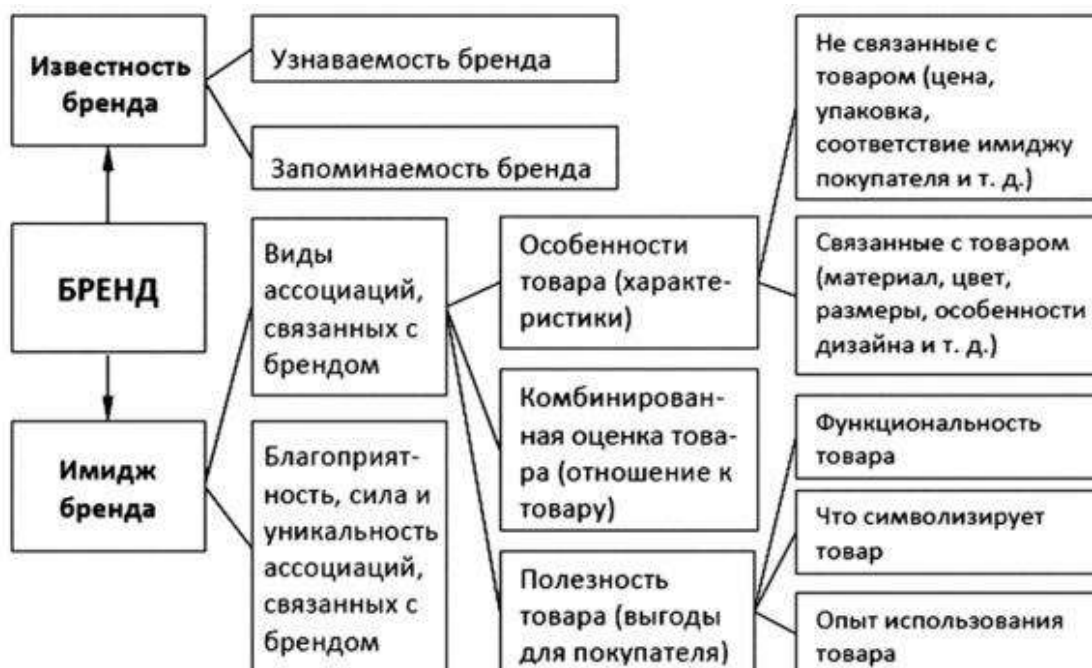 Известность
бренда
Узнаваемость бренда
Запоминаемость бренда
БРЕНД
Имидж
бренда
Виды
ассоциаций,
связанных с
брендом
Благоприят-
ность, сила и
уникальность
ассоциаций,
связанных с
брендом
Особенности
товара (характе-
ристики)
Комбинирован-
ная оценка това-
ра (отношение к
товару)
Полезность
товара (выгоды
для покупателя)
Не связанные с
товаром (цена,
упаковка,
соответствие имиджу
покупателя и т. д.)
Связанные с товаром
(материал, цвет,
размеры, особенности
дизайна и т. д.)
Функциональность
товара
Что символизирует
товар
Опыт использования
товара